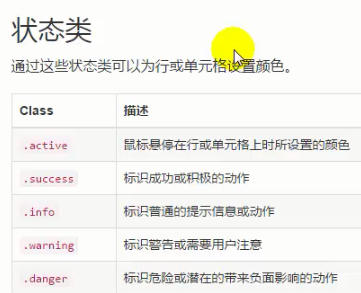 状态类
通过这些状态类可以为行或单元格设置颜色。
Class 描述
.active 鼠标悬停在行或单元格上时所设置的颜色
.success 标识成功或积极的动作
.info 标识普通的提示信息或动作
.warning 标识警告或需要用户注意
.danger 标识危险或潜在的带来负面影响的动作